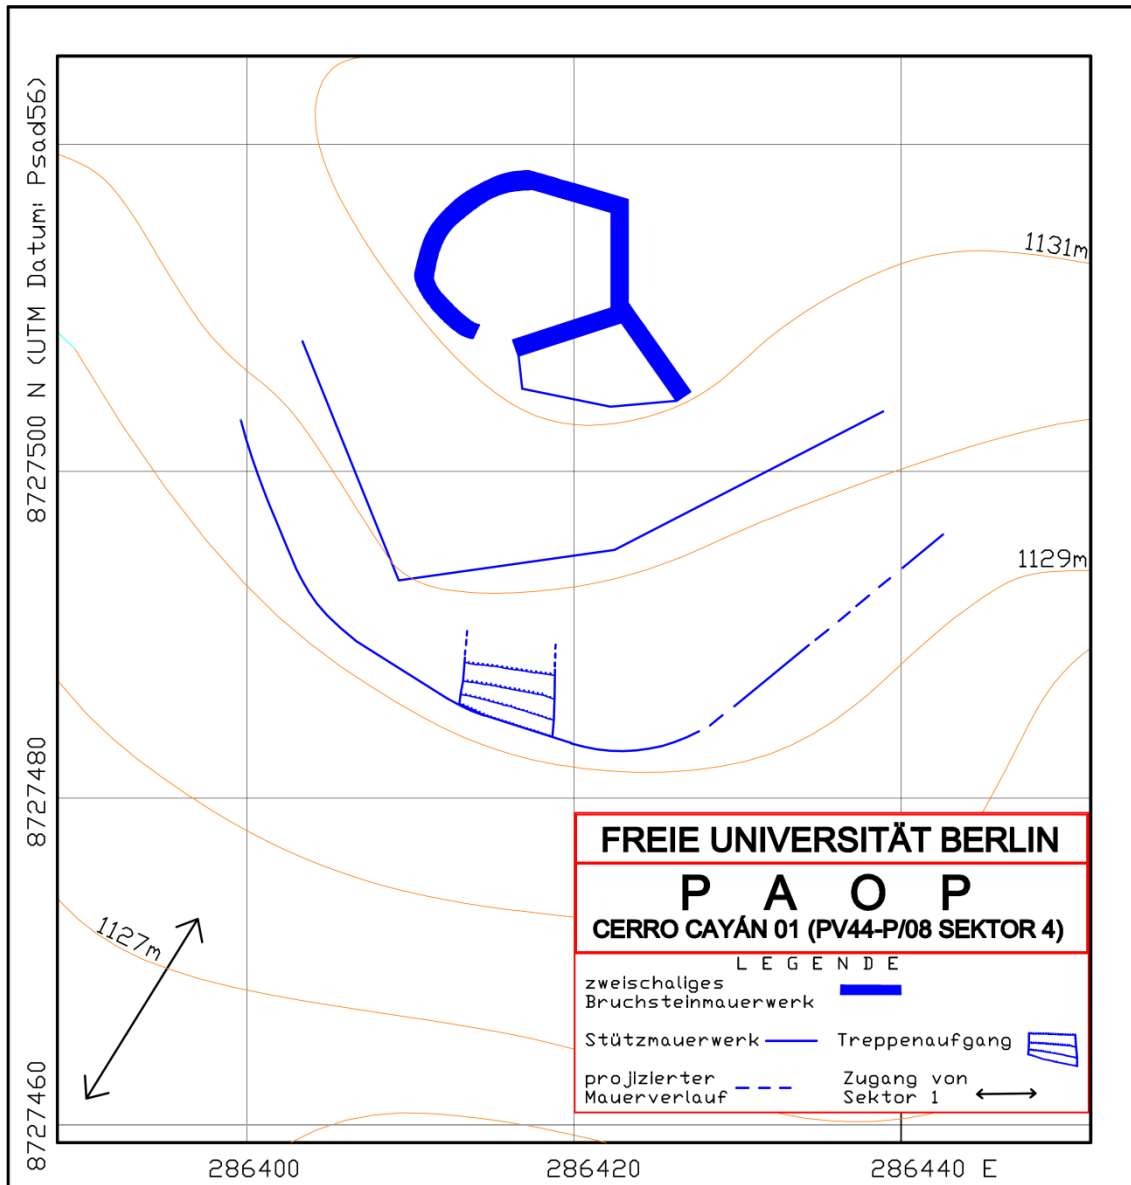 8727500 N (UTM Datum: Psad56)
1131m
1129m
8727480
1127m
8727460
FREIE UNIVERSITÄT BERLIN
P A O P
CERRO CAYÁN 01 (PV44-P/08 SEKTOR 4)
L E G E N D E
zweischaliges
Bruchsteinmauerwerk
Stützmauerwerk
Treppenaufgang
projizierter
Mauerverlauf
Zugang von
Sektor 1
286400
286420
286440 E